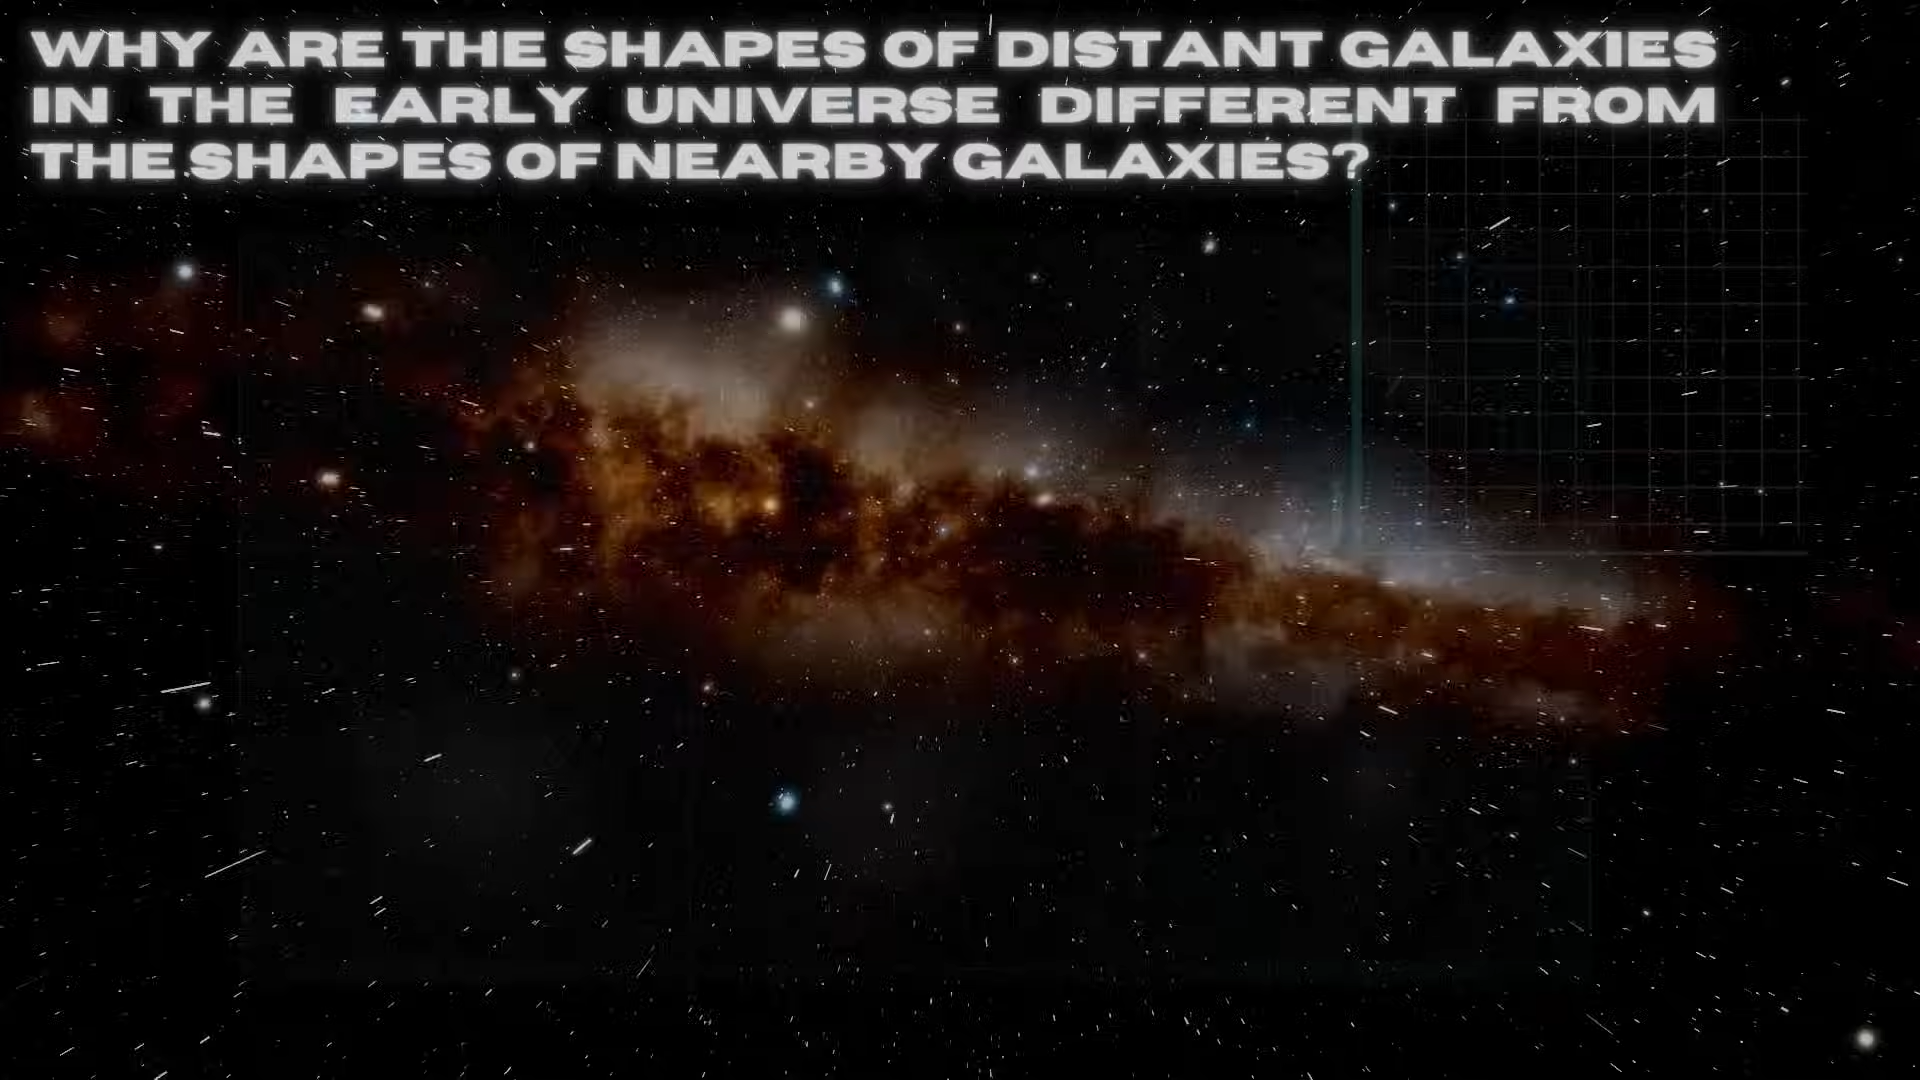 WHY ARE THE SHAPES OF DISTANT GALAXIES
IN THE EARLY UNIVERSE DIFFERENT FROM
THE SHAPES OF NEARBY GALAXIES?